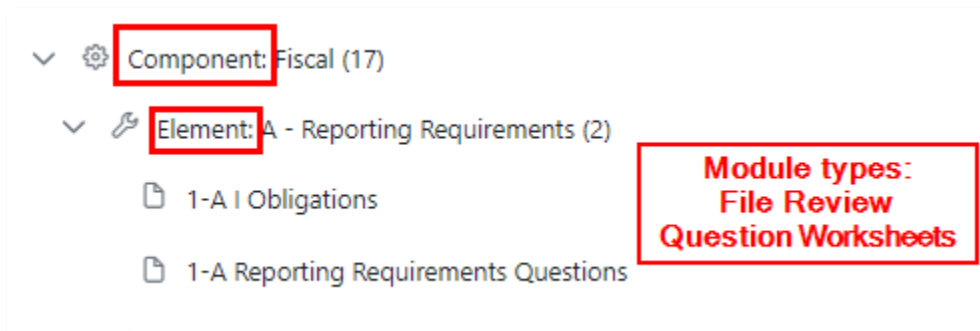 Component: Fiscal (17)
Element: A - Reporting Requirements (2)
1-A I Obligations
1-A Reporting Requirements Questions
Module types:
File Review
Question Worksheets